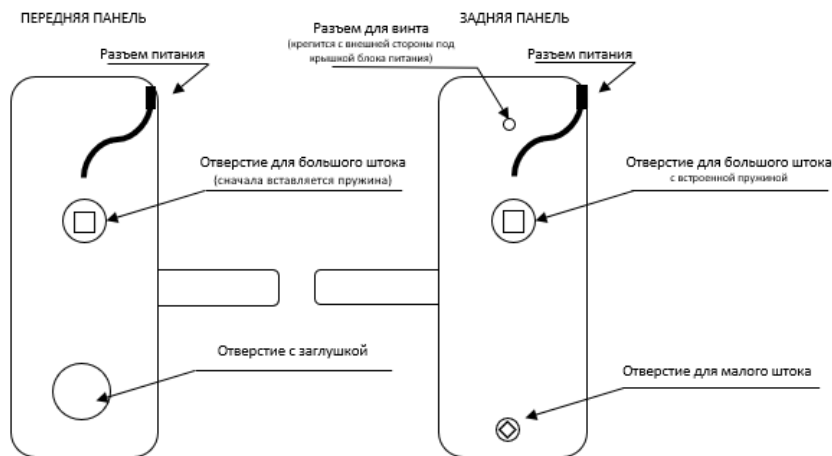 ПЕРЕДНЯЯ ПАНЕЛЬ
Разъем питания
Отверстие для большого штока
(сначала вставляется пружина)
Отверстие с заглушкой
ЗАДНЯЯ ПАНЕЛЬ
Разъем для винта
(крепится с внешней стороны под
крышкой блока питания)
Разъем питания
Отверстие для большого штока
с встроенной пружиной
Отверстие для малого штока